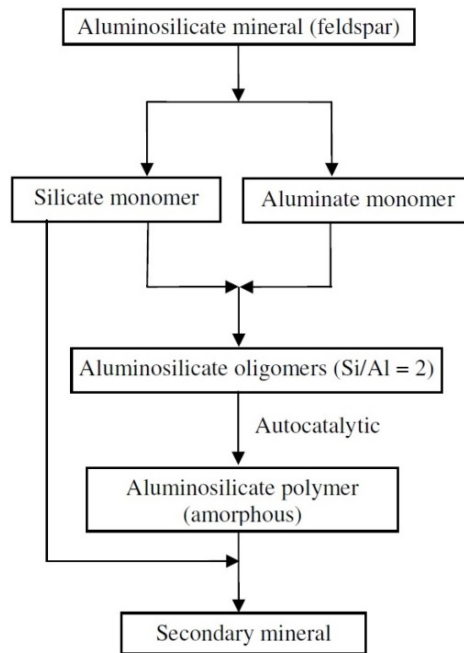 Aluminosilicate mineral (feldspar)
Silicate monomer
Aluminate monomer
Aluminosilicate oligomers (Si/Al = 2)
Autocatalytic
Aluminosilicate polymer
(amorphous)
Secondary mineral